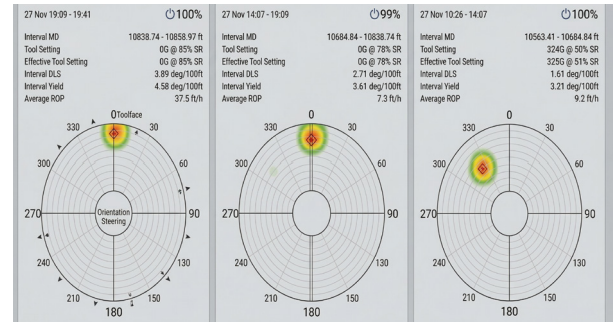 27 Nov 19:09 - 19:41 100%
Interval MD 10838.74 - 10858.97 ft
Tool Setting 0G @ 85% SR
Effective Tool Setting 0G @ 85% SR
Interval DLS 3.89 deg/100ft
Interval Yield 4.58 deg/100ft
Average ROP 37.5 ft/h
0Toolface
330 30
300 60
270 Orientation 90
Steering
240 130
210 150
180
27 Nov 14:07 - 19:09 99%
Interval MD 10684.84 - 10838.74 ft
Tool Setting 0G @ 78% SR
Effective Tool Setting 0G @ 78% SR
Interval DLS 2.71 deg/100ft
Interval Yield 3.61 deg/100ft
Average ROP 7.3 ft/h
0
330 30
300 60
270 90
240 130
210 150
180
27 Nov 10:26 - 14:07 100%
Interval MD 10563.41 - 10684.84 ft
Tool Setting 324G @ 50% SR
Effective Tool Setting 325G @ 51% SR
Interval DLS 1.61 deg/100ft
Interval Yield 3.21 deg/100ft
Average ROP 9.2 ft/h
0
330 30
300 60
270 90
240 130
210 150
180